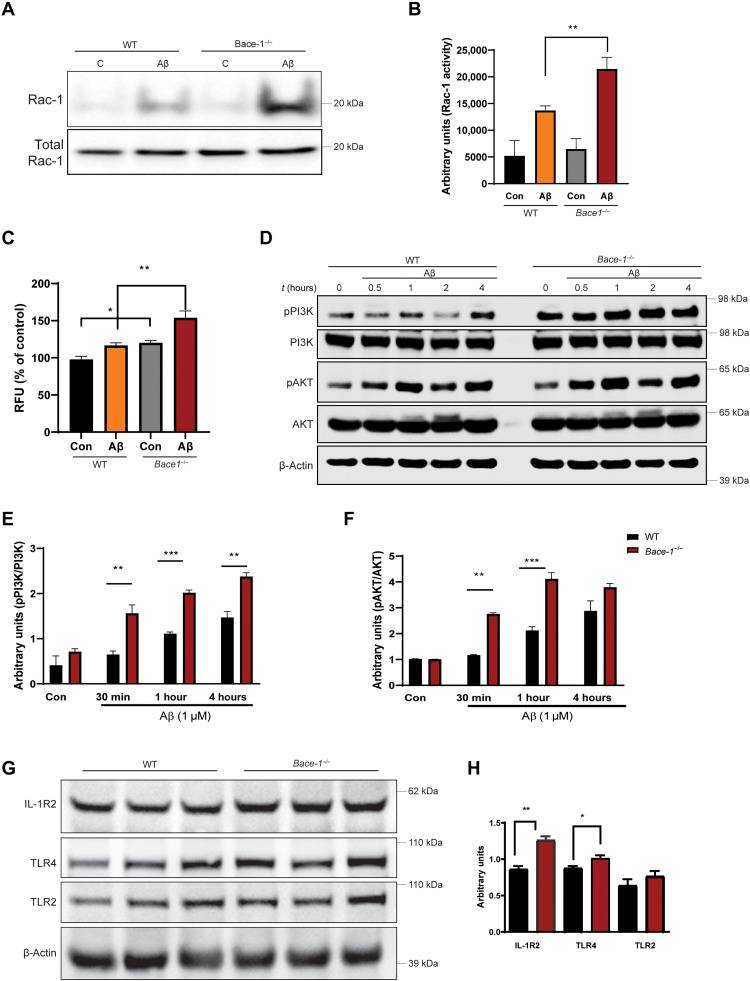 A
WT Bace-1⁻/⁻
C Aβ C Aβ
Rac-1
20 kDa
Total
Rac-1
20 kDa
B
**
Arbitrary units (Rac-1 activity)
25,000
20,000
15,000
10,000
5000
0
Con Aβ Con Aβ
WT Bace1⁻/⁻
C
RFU (% of control)
200
150
100
50
0
*
**
Con Aβ Con Aβ
WT Bace1⁻/⁻
D
WT Bace-1⁻/⁻
Aβ Aβ
t (hours) 0 0.5 1 2 4 0 0.5 1 2 4
98 kDa
pPI3K
98 kDa
PI3K
65 kDa
pAKT
65 kDa
AKT
β-Actin
39 kDa
E
Arbitrary units (pPI3K/PI3K)
3
2
1
0
** *** **
Con 30 min 1 hour 4 hours
Aβ (1 μM)
F
WT
Bace-1⁻/⁻
Arbitrary units (pAKT/AKT)
5
4
3
2
1
0
** ***
Con 30 min 1 hour 4 hours
Aβ (1 μM)
G
WT Bace-1⁻/⁻
62 kDa
IL-1R2
110 kDa
TLR4
110 kDa
TLR2
β-Actin
39 kDa
H
Arbitrary units
1.5
1.0
0.5
0.0
** *
IL-1R2 TLR4 TLR2